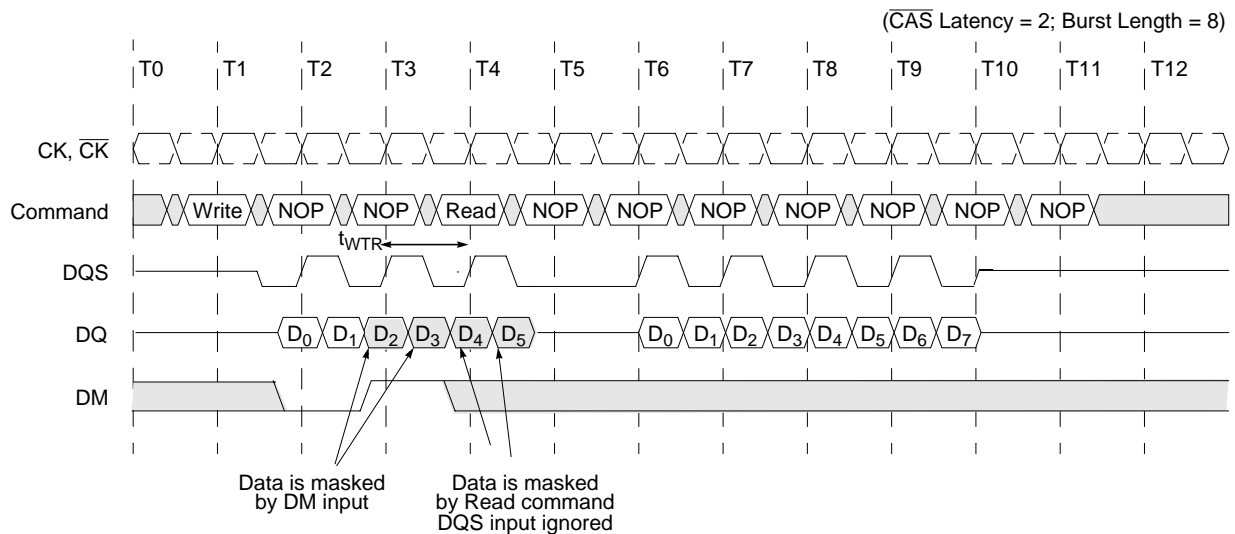 (CAS Latency = 2; Burst Length = 8)
T0 T1 T2 T3 T4 T5 T6 T7 T8 T9 T10 T11 T12
CK, CK
Command Write NOP NOP Read NOP NOP NOP NOP NOP NOP NOP
tWTR
DQS
DQ D0 D1 D2 D3 D4 D5 D0 D1 D2 D3 D4 D5 D6 D7
DM
Data is masked
by DM input
Data is masked
by Read command
DQS input ignored